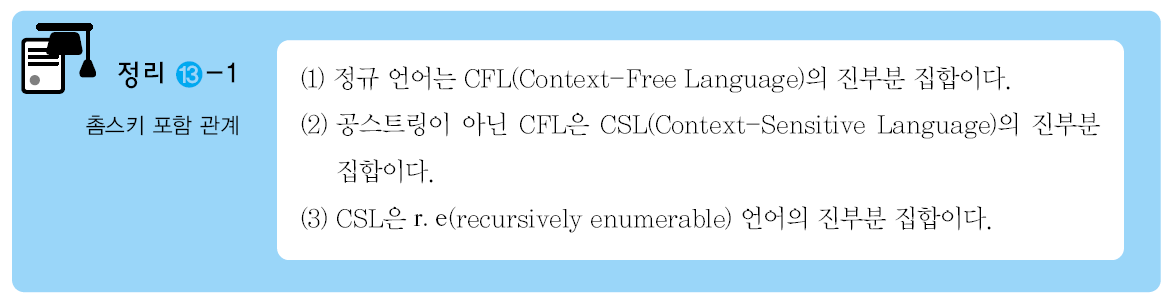 정리 13-1
촘스키 포함 관계
(1) 정규 언어는 CFL(Context-Free Language)의 진부분 집합이다.
(2) 공스트링이 아닌 CFL은 CSL(Context-Sensitive Language)의 진부분
집합이다.
(3) CSL은 r. e(recursively enumerable) 언어의 진부분 집합이다.